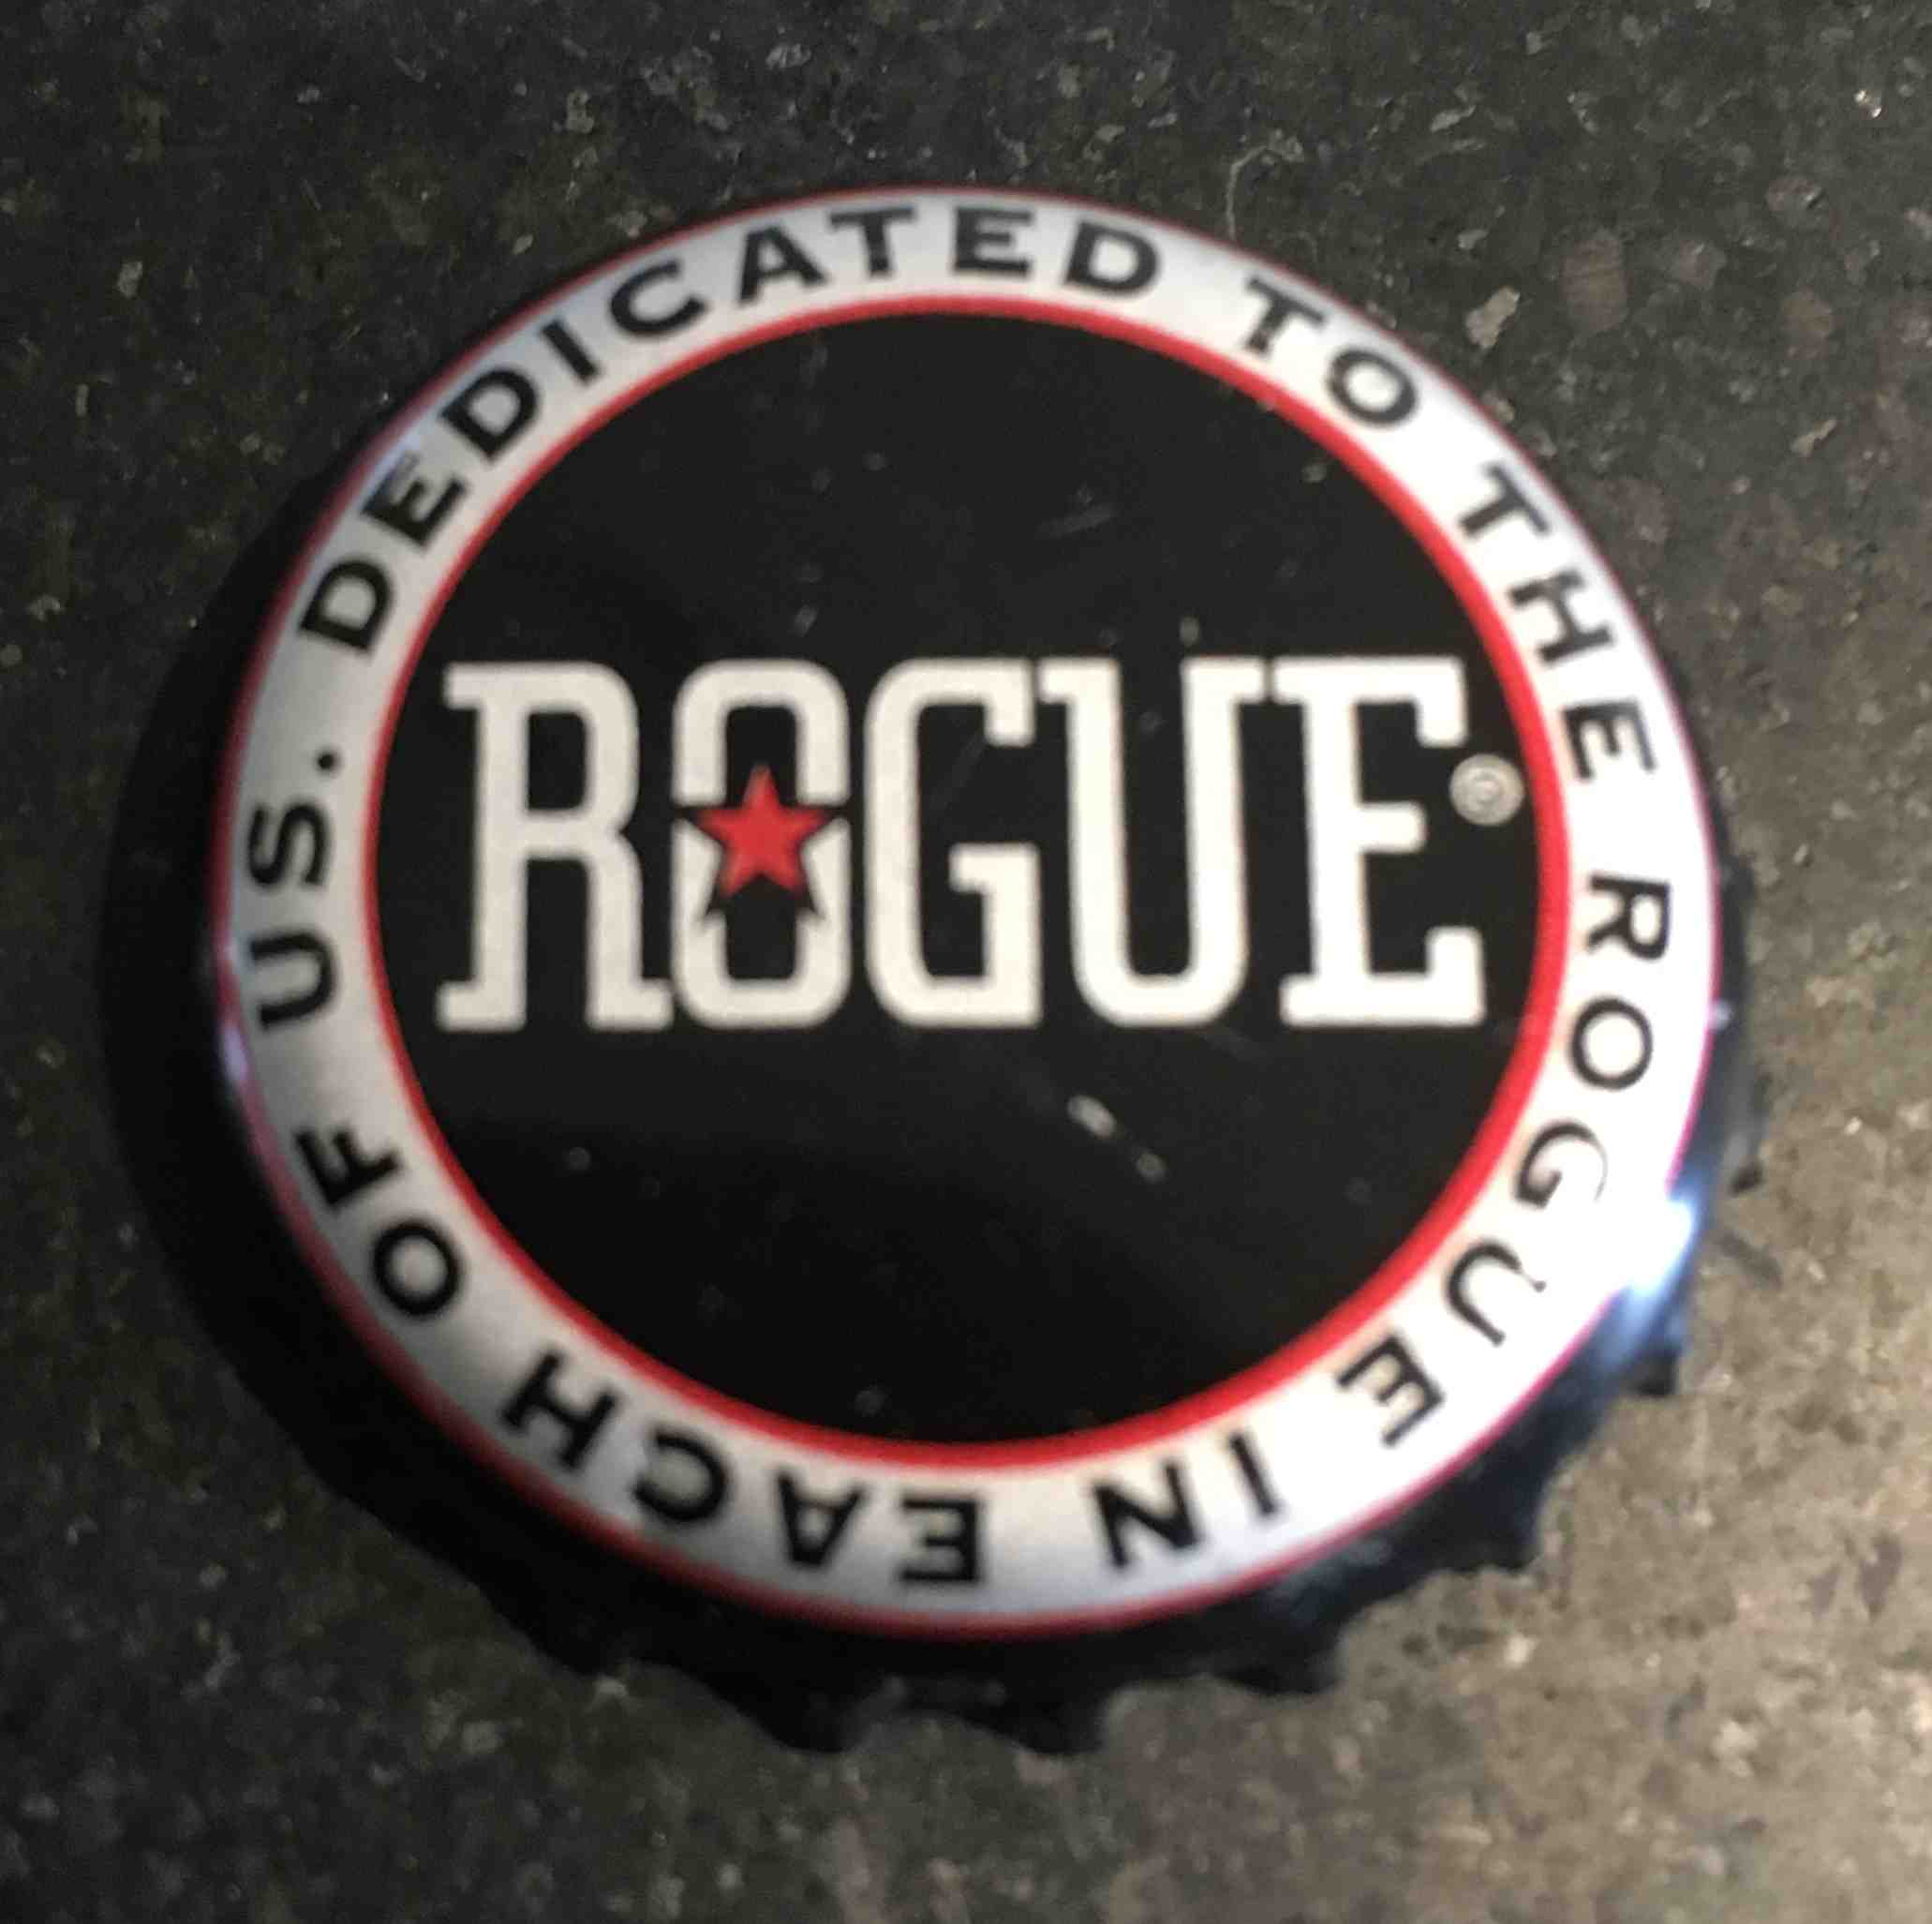 DEDICATED TO THE ROGUE IN EACH OF US.
ROGUE®